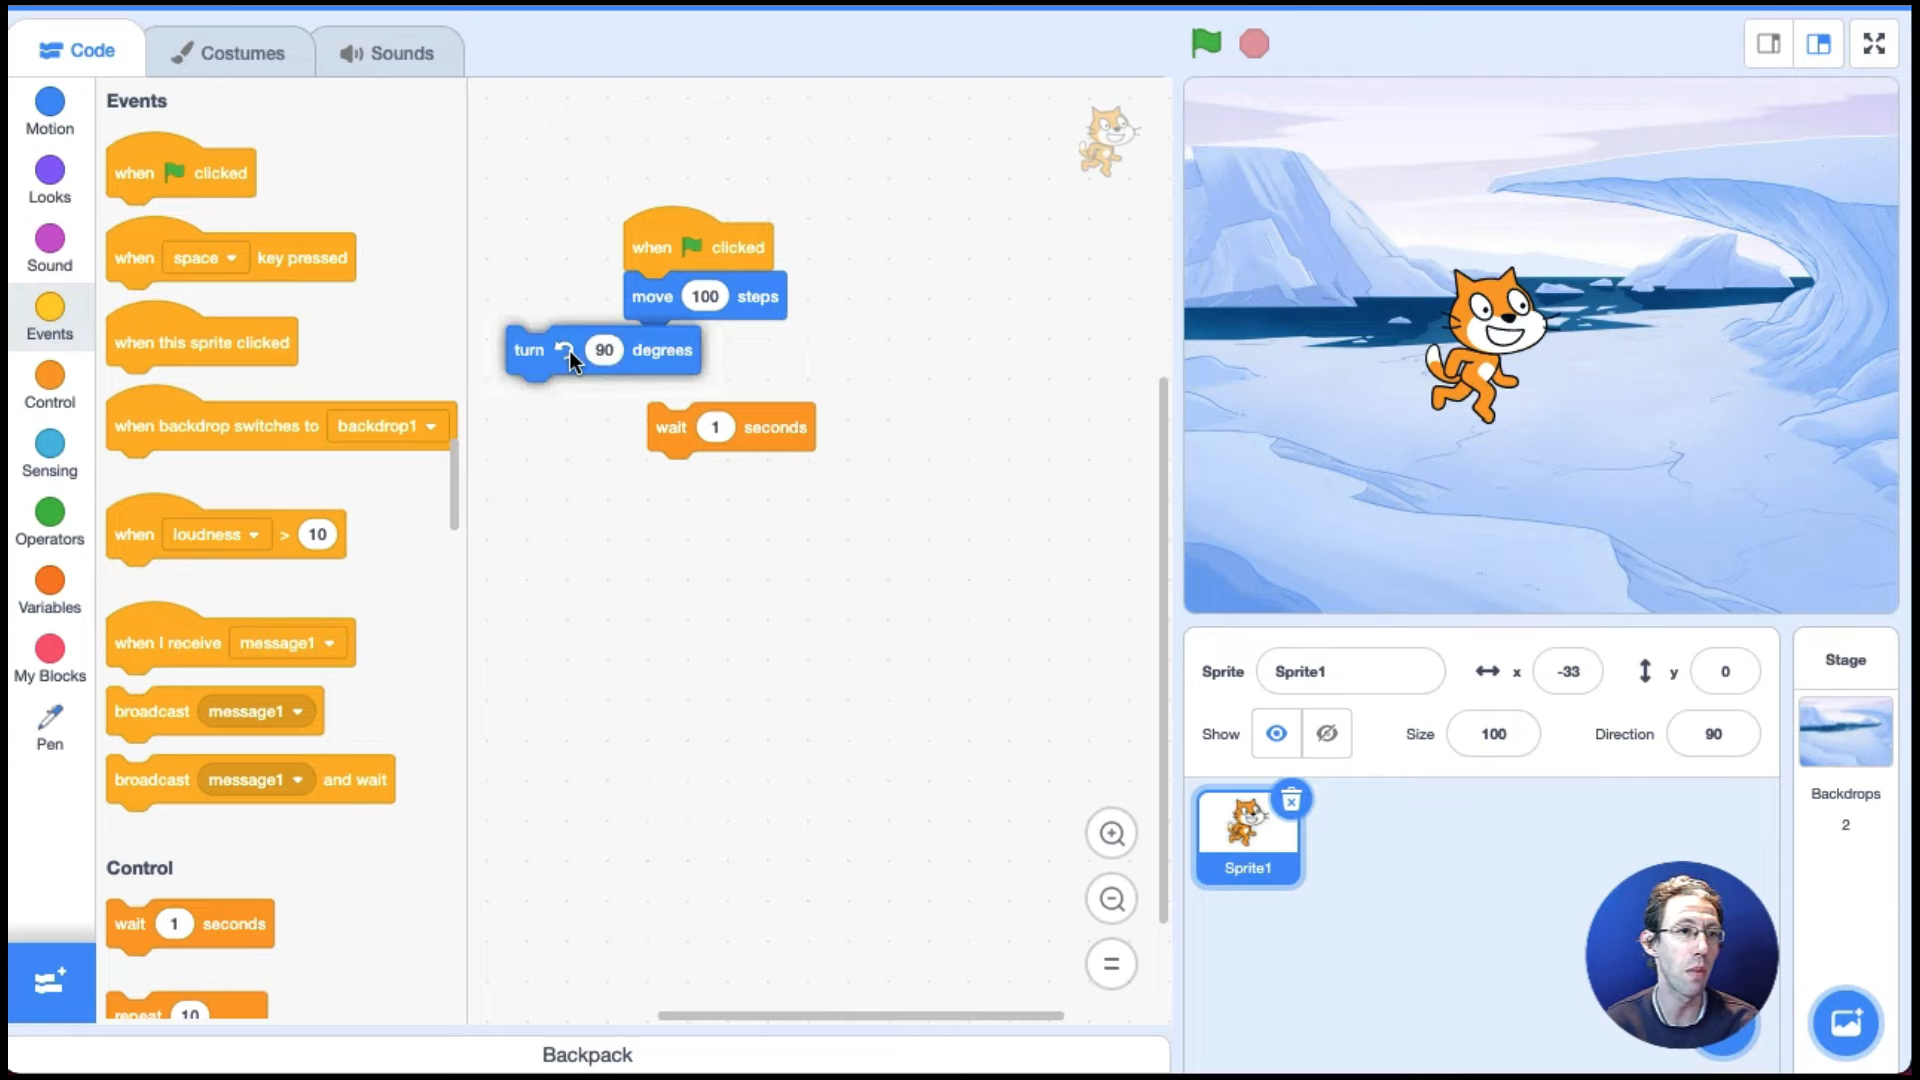 Code
Costumes
Sounds
Motion
Looks
Sound
Events
Control
Sensing
Operators
Variables
My Blocks
Pen
Events
when clicked
when space key pressed
when this sprite clicked
when backdrop switches to backdrop1
when loudness > 10
when I receive message1
broadcast message1
broadcast message1 and wait
Control
wait 1 seconds
repeat 10
when clicked
move 100 steps
turn 90 degrees
wait 1 seconds
Backpack
Sprite Sprite1 x -33 y 0
Show Size 100 Direction 90
Sprite1
Stage
Backdrops
2